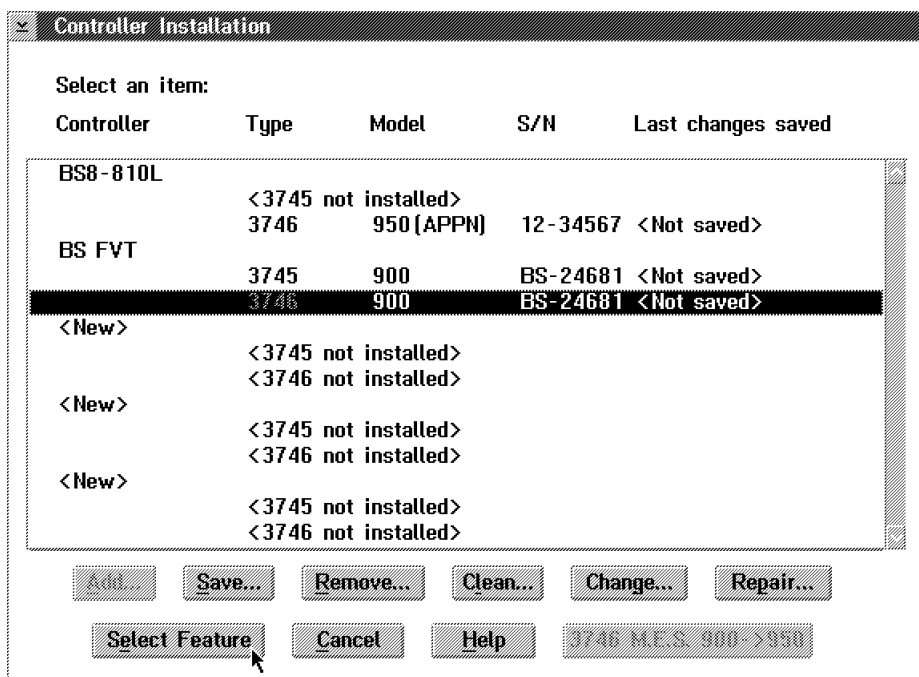 Controller Installation
Select an item:
Controller Type Model S/N Last changes saved
BS8-810L
<3745 not installed>
3746 950(APPN) 12-34567 <Not saved>
BS FVT
3745 900 BS-24681 <Not saved>
3746 900 BS-24681 <Not saved>
<New>
<3745 not installed>
<3746 not installed>
<New>
<3745 not installed>
<3746 not installed>
<New>
<3745 not installed>
<3746 not installed>
Add... Save... Remove... Clean... Change... Repair...
Select Feature Cancel Help 3746 M.E.S. 900->950